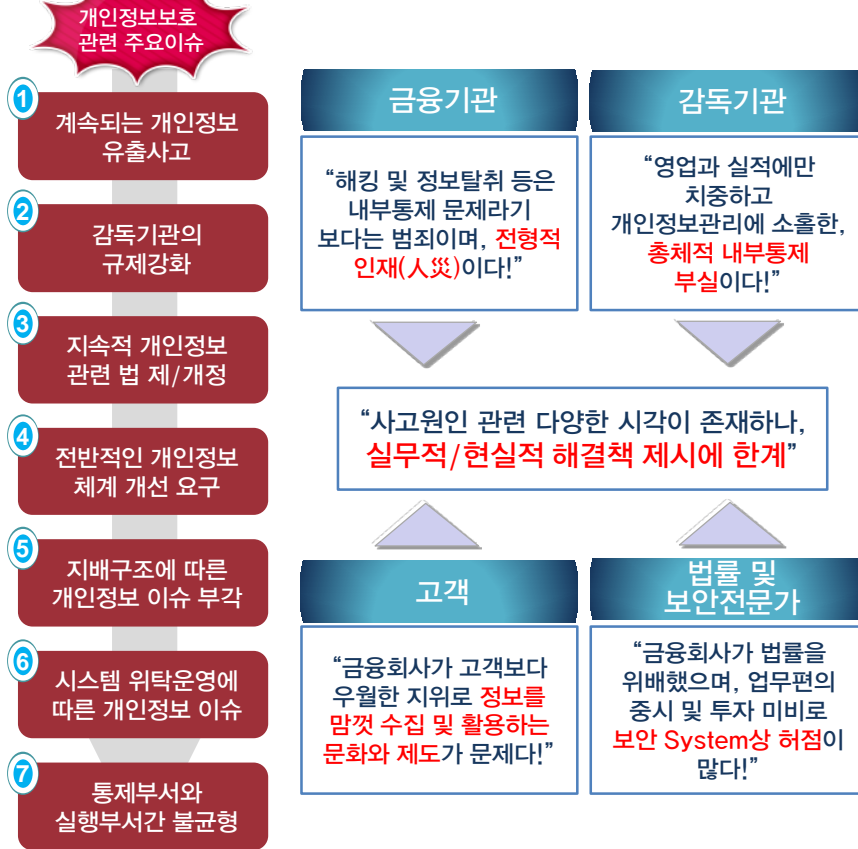 개인정보보호
관련 주요이슈
1
계속되는 개인정보
유출사고
2
감독기관의
규제강화
3
지속적 개인정보
관련 법 제/개정
4
전반적인 개인정보
체계 개선 요구
5
지배구조에 따른
개인정보 이슈 부각
6
시스템 위탁운영에
따른 개인정보 이슈
7
통제부서와
실행부서간 불균형
금융기관
“해킹 및 정보탈취 등은
내부통제 문제라기
보다는 범죄이며, 전형적
인재(人災)이다!”
감독기관
“영업과 실적에만
치중하고
개인정보관리에 소홀한,
총체적 내부통제
부실이다!”
“사고원인 관련 다양한 시각이 존재하나,
실무적/현실적 해결책 제시에 한계”
고객
“금융회사가 고객보다
우월한 지위로 정보를
맘껏 수집 및 활용하는
문화와 제도가 문제다!”
법률 및
보안전문가
“금융회사가 법률을
위배했으며, 업무편의
중시 및 투자 미비로
보안 System상 허점이
많다!”